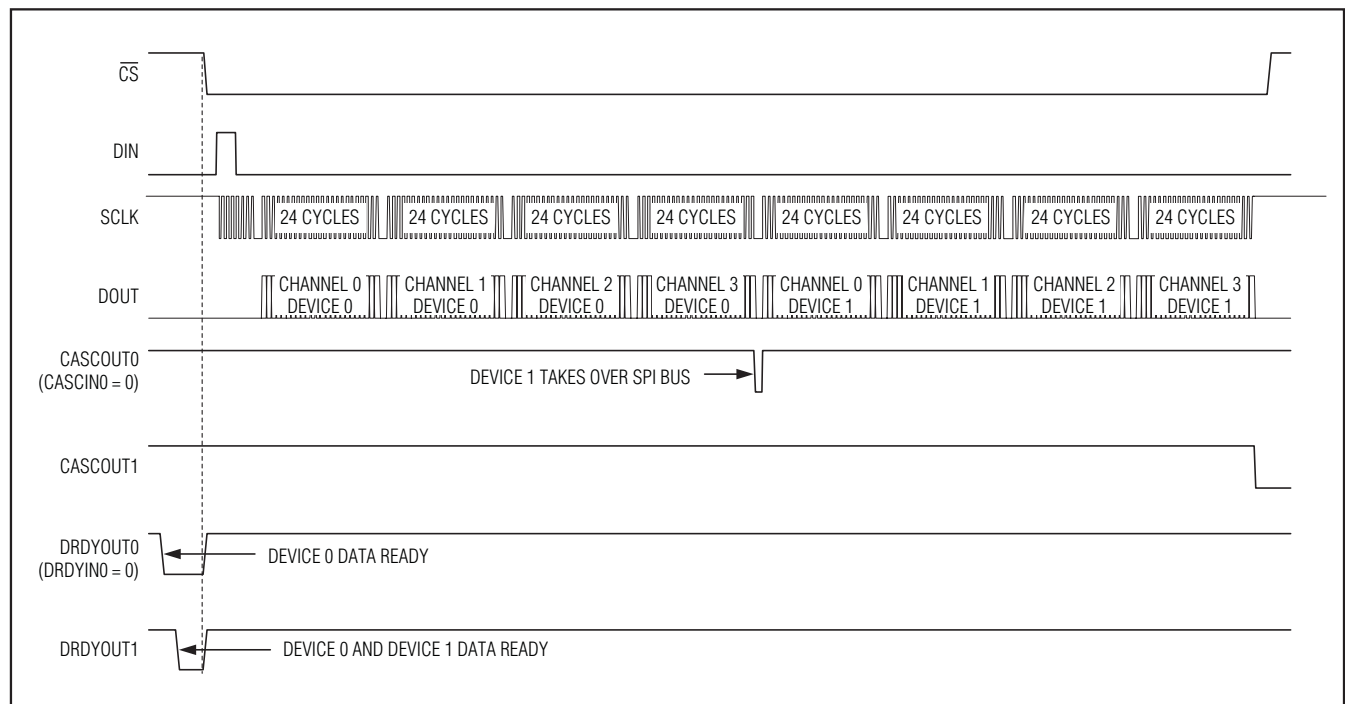 CS
DIN
SCLK
24 CYCLES 24 CYCLES 24 CYCLES 24 CYCLES 24 CYCLES 24 CYCLES 24 CYCLES 24 CYCLES
DOUT
CHANNEL 0 CHANNEL 1 CHANNEL 2 CHANNEL 3 CHANNEL 0 CHANNEL 1 CHANNEL 2 CHANNEL 3
DEVICE 0 DEVICE 0 DEVICE 0 DEVICE 0 DEVICE 1 DEVICE 1 DEVICE 1 DEVICE 1
CASCOUT0
(CASCIN0 = 0)
DEVICE 1 TAKES OVER SPI BUS
CASCOUT1
DRDYOUT0
(DRDYIN0 = 0)
DEVICE 0 DATA READY
DRDYOUT1
DEVICE 0 AND DEVICE 1 DATA READY